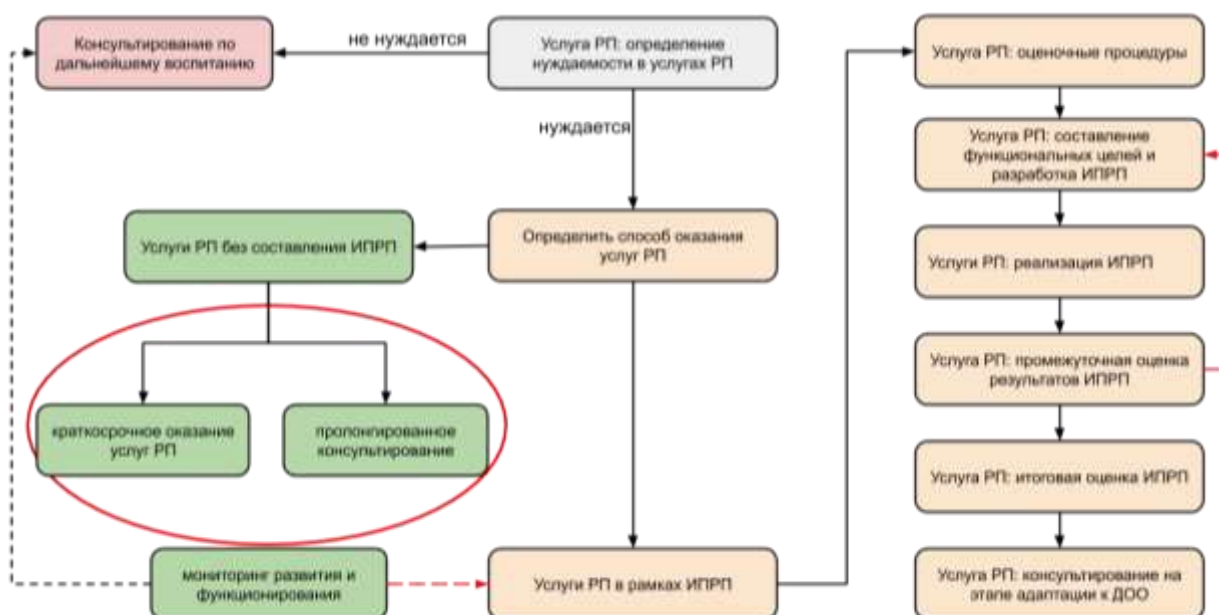 Консультирование по
дальнейшему воспитанию
не нуждается
Услуга РП: определение
нуждаемости в услугах РП
нуждается
Услуги РП без составления ИПРП
Определить способ оказания
услуг РП
краткосрочное оказание
услуг РП
пролонгированное
консультирование
мониторинг развития и
функционирования
Услуги РП в рамках ИПРП
Услуга РП: оценочные процедуры
Услуга РП: составление
функциональных целей и
разработка ИПРП
Услуги РП: реализация ИПРП
Услуга РП: промежуточная оценка
результатов ИПРП
Услуга РП: итоговая оценка ИПРП
Услуга РП: консультирование на
этапе адаптации к ДОО